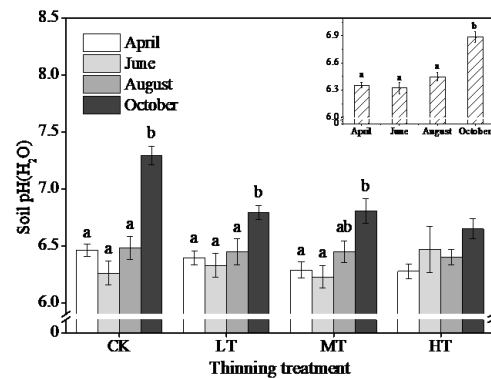 8.5
8.0
7.5
7.0
6.5
6.0
0
Soil pH(H₂O)
April
June
August
October
a a a b
a a a b
a a ab b
CK LT MT HT
Thinning treatment
6.9
6.6
6.3
6.0
0
a a a b
April June August October